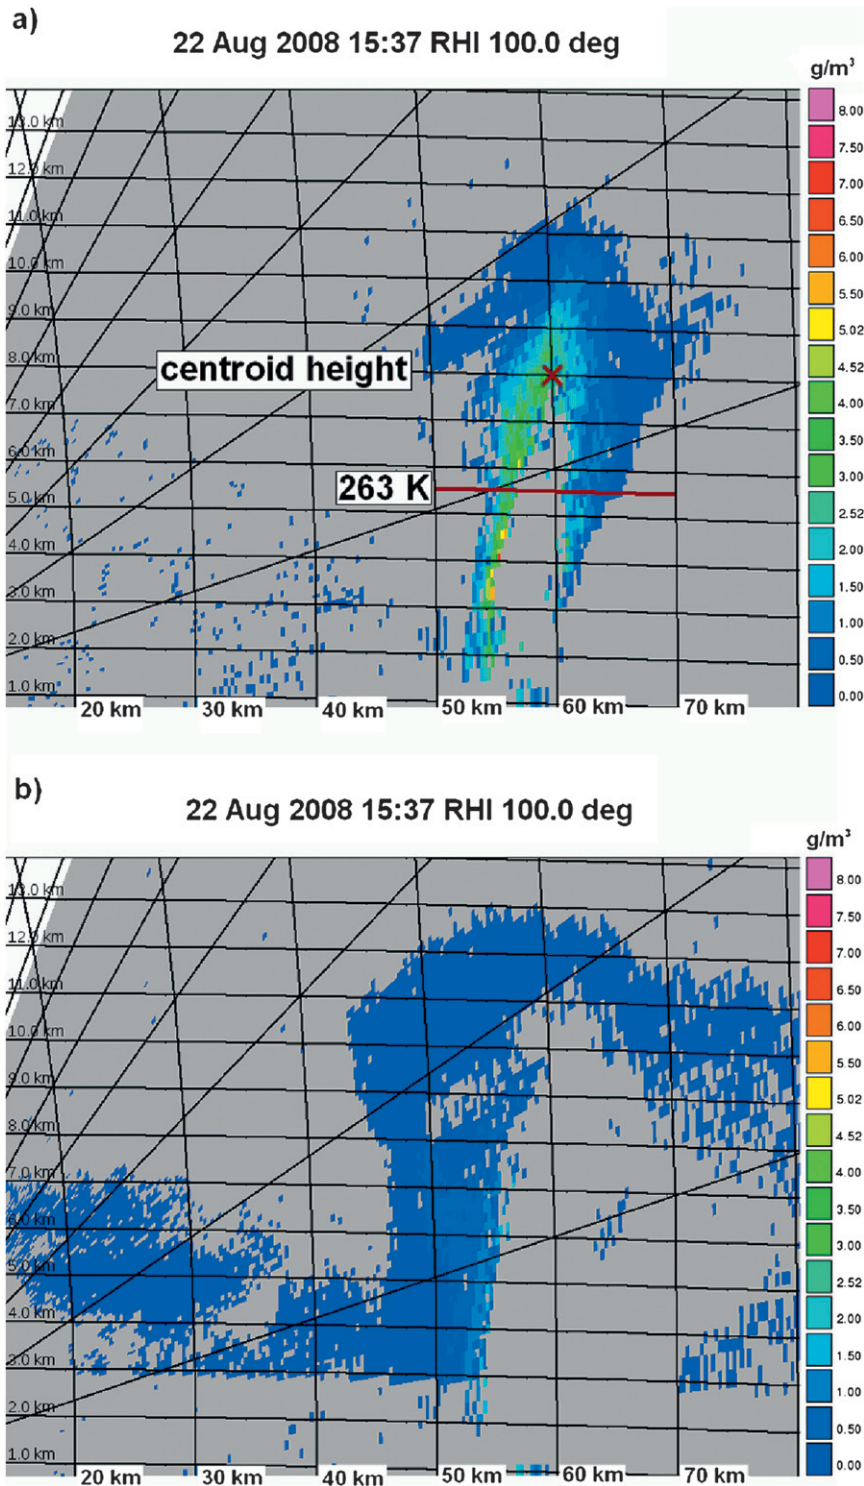 a)
22 Aug 2008 15:37 RHI 100.0 deg
g/m³
8.00
7.50
7.00
6.50
6.00
5.50
5.02
4.52
4.00
3.50
3.00
2.52
2.00
1.50
1.00
0.50
0.00
13.0 km
12.0 km
11.0 km
10.0 km
9.0 km
8.0 km
centroid height
7.0 km
6.0 km
263 K
5.0 km
4.0 km
3.0 km
2.0 km
1.0 km
20 km 30 km 40 km 50 km 60 km 70 km
b)
22 Aug 2008 15:37 RHI 100.0 deg
g/m³
8.00
7.50
7.00
6.50
6.00
5.50
5.02
4.52
4.00
3.50
3.00
2.52
2.00
1.50
1.00
0.50
0.00
13.0 km
12.0 km
11.0 km
10.0 km
9.0 km
8.0 km
7.0 km
6.0 km
5.0 km
4.0 km
3.0 km
2.0 km
1.0 km
20 km 30 km 40 km 50 km 60 km 70 km